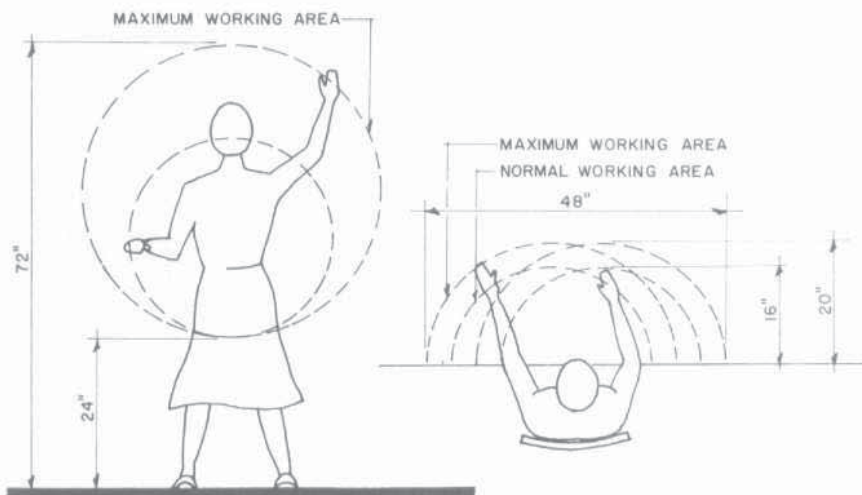 MAXIMUM WORKING AREA
72"
24"
MAXIMUM WORKING AREA
NORMAL WORKING AREA
48"
16"
20"